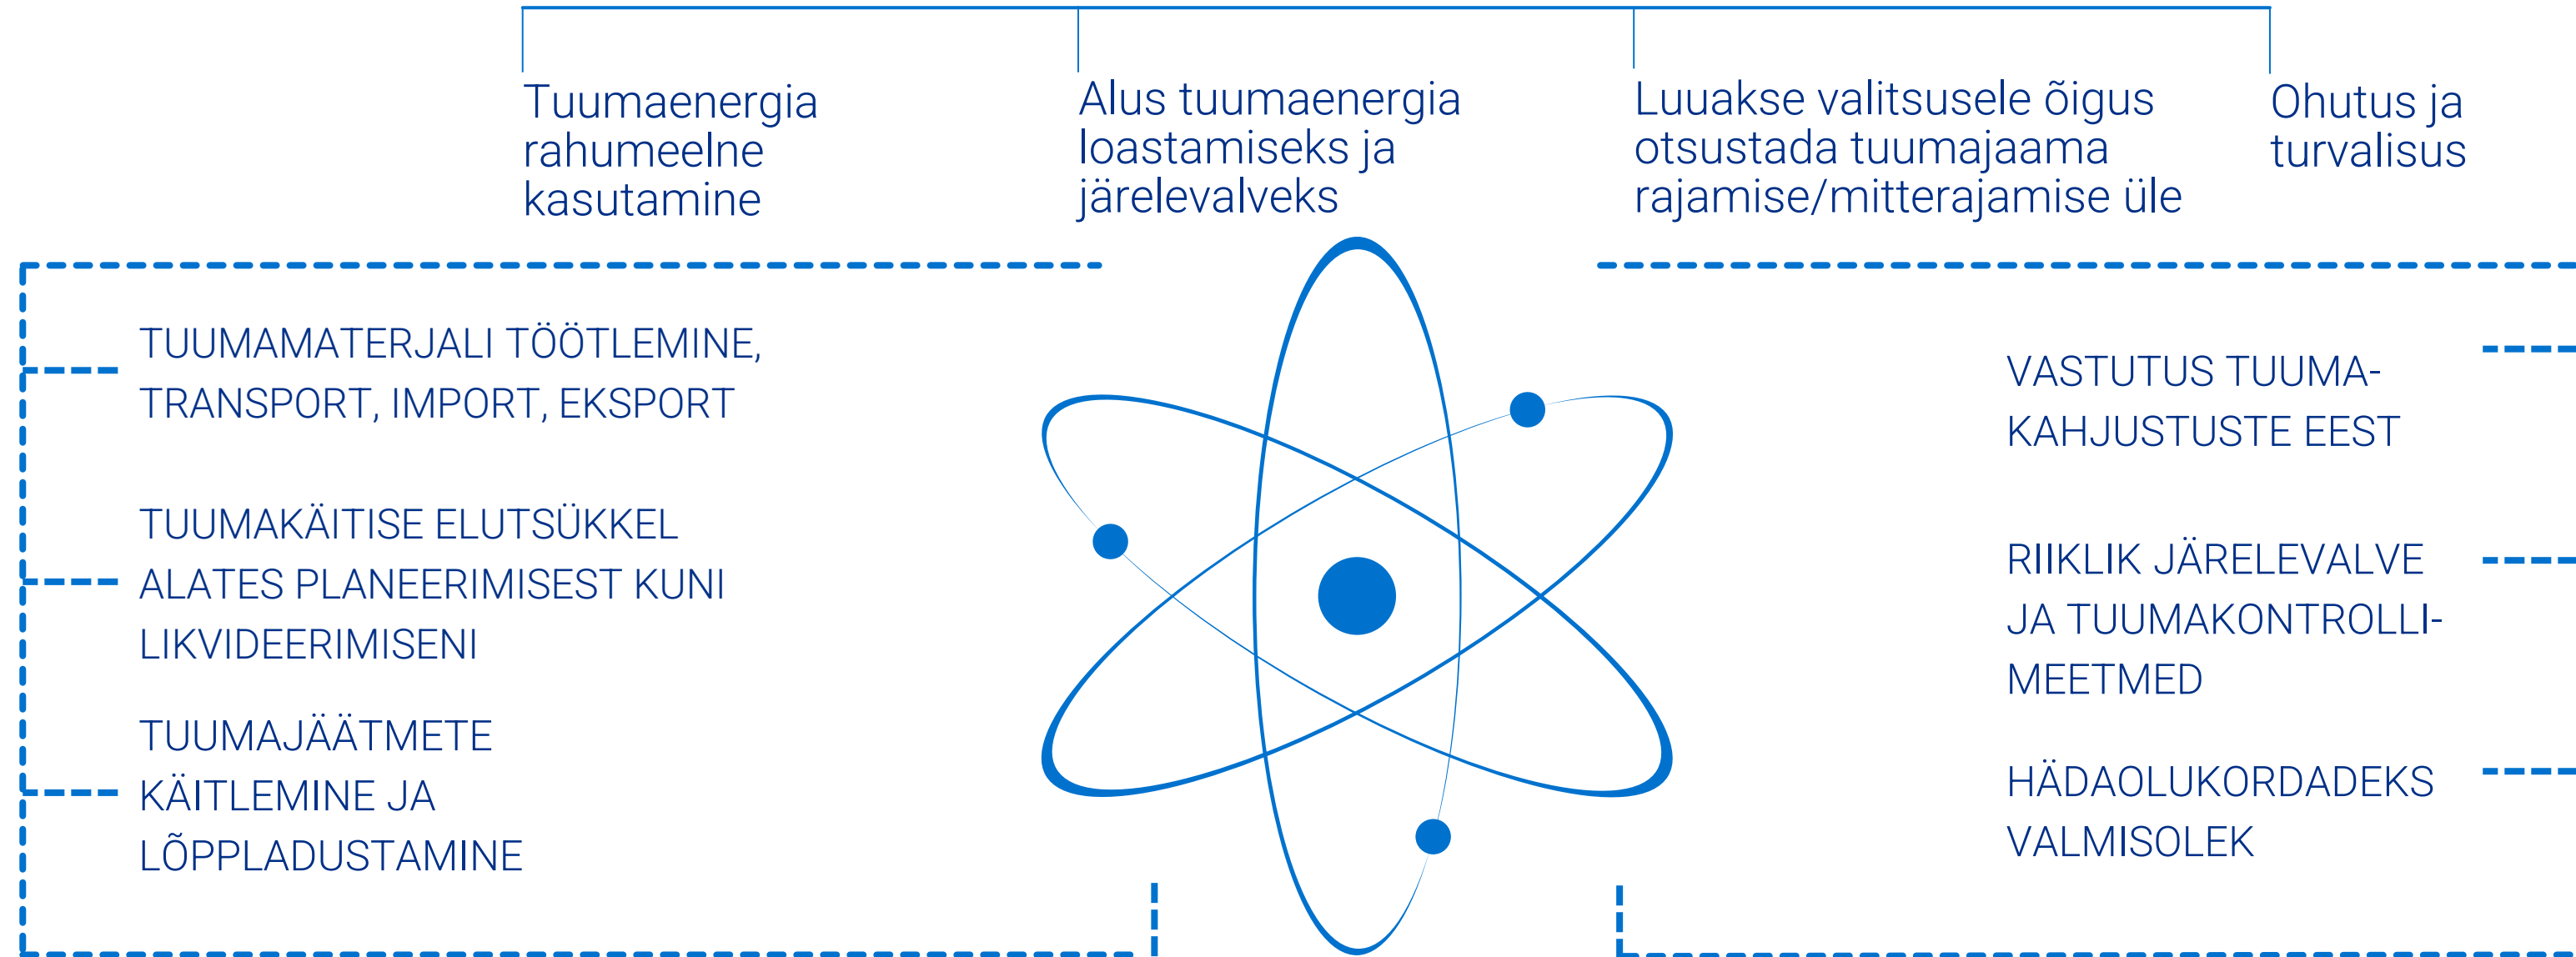 Tuumaenergia
rahumeelne
kasutamine
Alus tuumaenergia
loastamiseks ja
järelevalveks
Luuakse valitsusele õigus
otsustada tuumajaama
rajamise/mitterajamise üle
Ohutus ja
turvalisus
TUUMAMATERJALI TÖÖTLEMINE,
TRANSPORT, IMPORT, EKSPORT
TUUMAKÄITISE ELUTSÜKKEL
ALATES PLANEERIMISEST KUNI
LIKVIDEERIMISENI
TUUMAJÄÄTMETE
KÄITLEMINE JA
LÕPPLADUSTAMINE
VASTUTUS TUUMA-
KAHJUSTUSTE EEST
RIIKLIK JÄRELEVALVE
JA TUUMAKONTROLLI-
MEETMED
HÄDAOLUKORDADEKS
VALMISOLEK